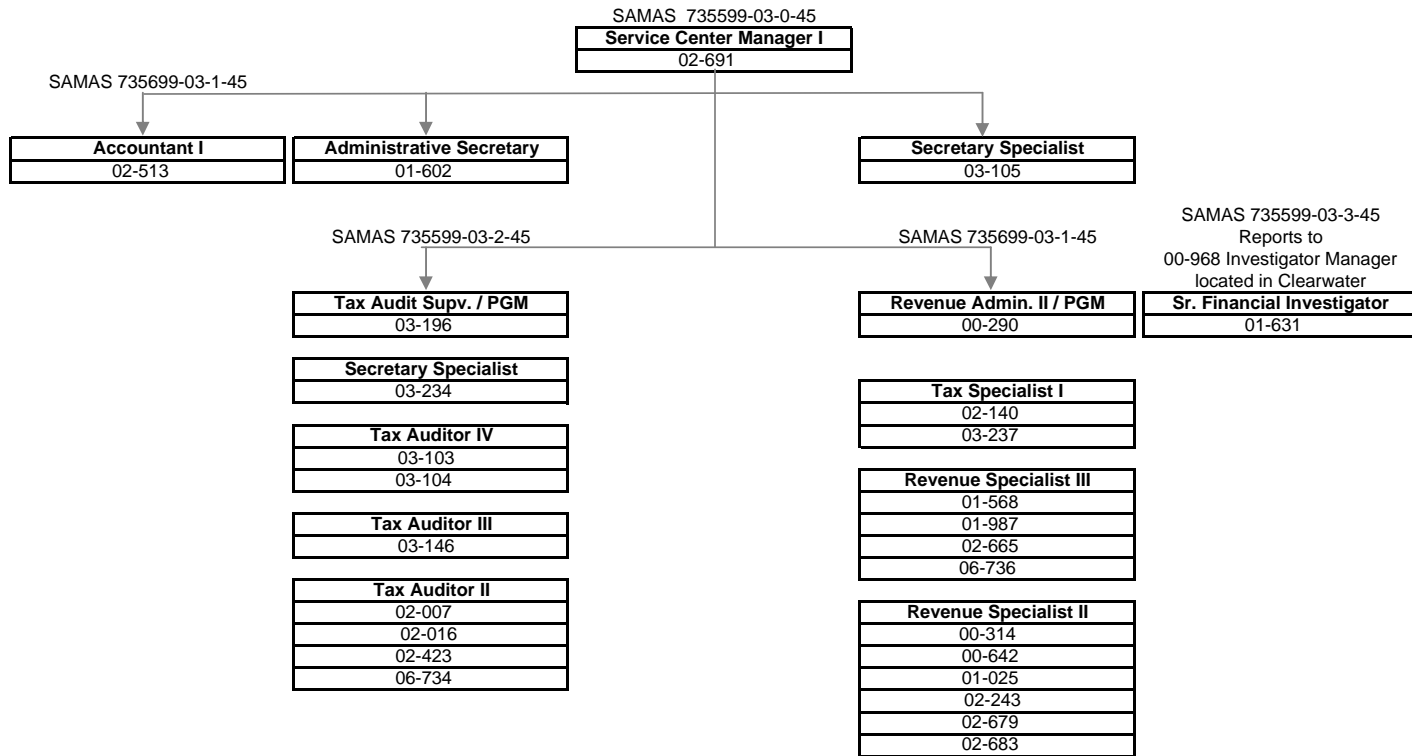 SAMAS  735599-03-0-45
Service Center Manager I
02-691
SAMAS 735699-03-1-45
Accountant I
02-513
Administrative Secretary
01-602
Secretary Specialist
03-105
SAMAS 735599-03-2-45
Tax Audit Supv. / PGM
03-196
Secretary Specialist
03-234
Tax Auditor IV
03-103
03-104
Tax Auditor III
03-146
Tax Auditor II
02-007
02-016
02-423
06-734
SAMAS 735699-03-1-45
Revenue Admin. II / PGM
00-290
Tax Specialist I
02-140
03-237
Revenue Specialist III
01-568
01-987
02-665
06-736
Revenue Specialist II
00-314
00-642
01-025
02-243
02-679
02-683
SAMAS 735599-03-3-45
Reports to
00-968 Investigator Manager
located in Clearwater
Sr. Financial Investigator
01-631